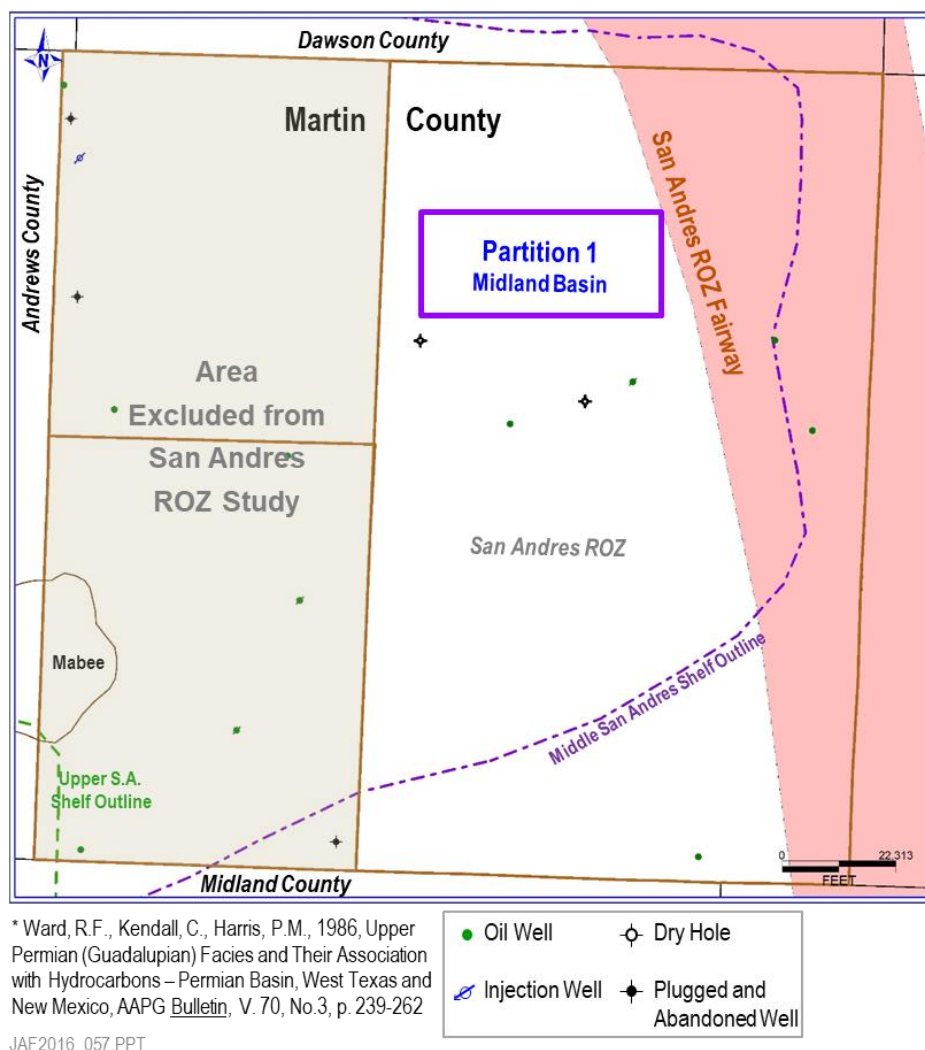 Dawson County
N
Martin County
Andrews County
San Andres ROZ Fairway
Partition 1
Midland Basin
Area
Excluded from
San Andres
ROZ Study
San Andres ROZ
Mabee
Middle San Andres Shelf Outline
Upper S.A.
Shelf Outline
0 22,313
FEET
Midland County
* Ward, R.F., Kendall, C., Harris, P.M., 1986, Upper
Permian (Guadalupian) Facies and Their Association
with Hydrocarbons – Permian Basin, West Texas and
New Mexico, AAPG Bulletin, V. 70, No.3, p. 239-262
Oil Well
Dry Hole
Injection Well
Plugged and
Abandoned Well
JAF2016_057.PPT